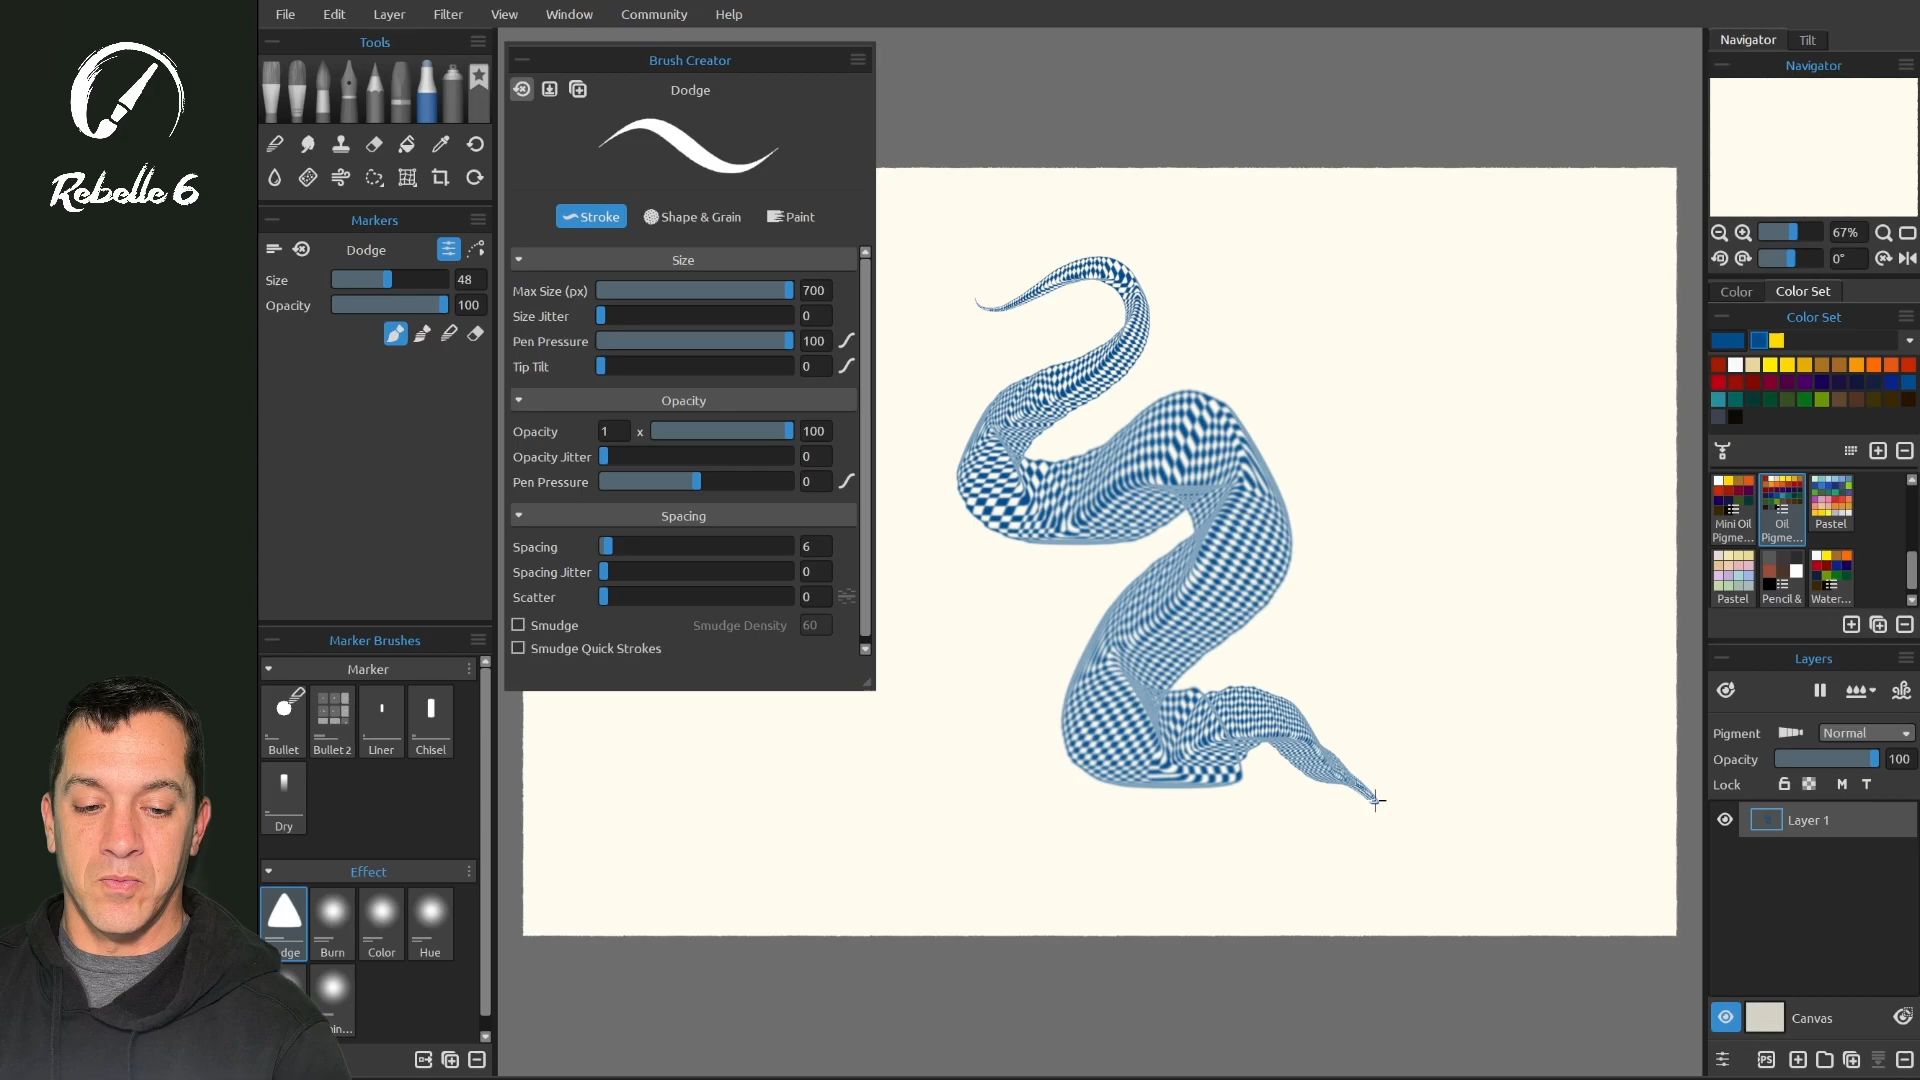 Rebelle 6
File Edit Layer Filter View Window Community Help
Tools
Markers
Dodge
Size 48
Opacity 100
Marker Brushes
Marker
Bullet Bullet 2 Liner Chisel
Dry
Effect
dge Burn Color Hue
in...
Brush Creator
Dodge
Stroke Shape & Grain Paint
Size
Max Size (px) 700
Size Jitter 0
Pen Pressure 100
Tip Tilt 0
Opacity
Opacity 1 x 100
Opacity Jitter 0
Pen Pressure 0
Spacing
Spacing 6
Spacing Jitter 0
Scatter 0
Smudge Smudge Density 60
Smudge Quick Strokes
Navigator Tilt
Navigator
67%
0°
Color Color Set
Color Set
Mini Oil Pigme... Oil Pigme... Pastel
Pastel Pencil & Water...
Layers
Pigment Normal
Opacity 100
Lock M T
Layer 1
Canvas
PS